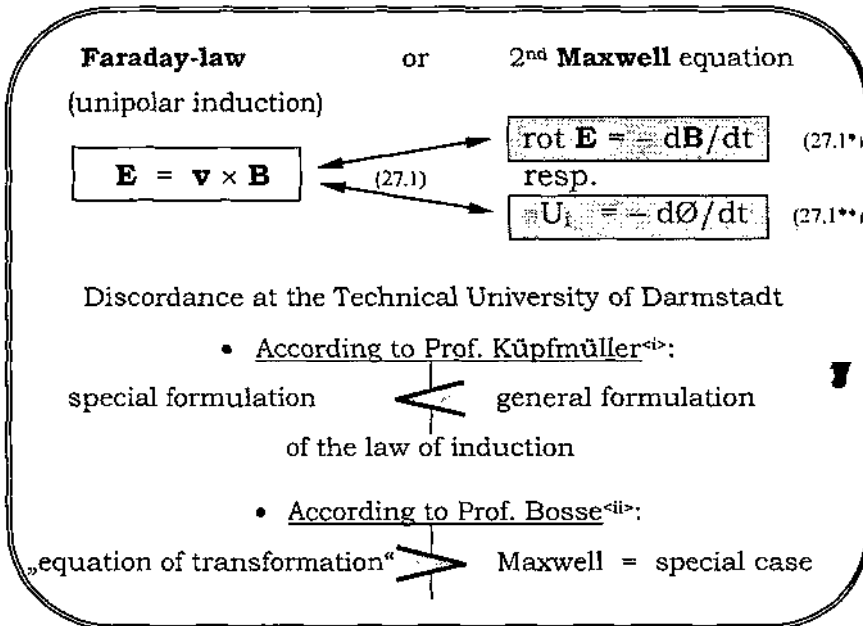 Faraday-law or 2nd Maxwell equation
(unipolar induction)
rot E = − dB/dt (27.1*)
E = v × B (27.1) resp.
U₁ = − dØ/dt (27.1**)
Discordance at the Technical University of Darmstadt
• According to Prof. Küpfmüller<i>:
special formulation < general formulation
of the law of induction
• According to Prof. Bosse<ii>:
„equation of transformation“ > Maxwell = special case